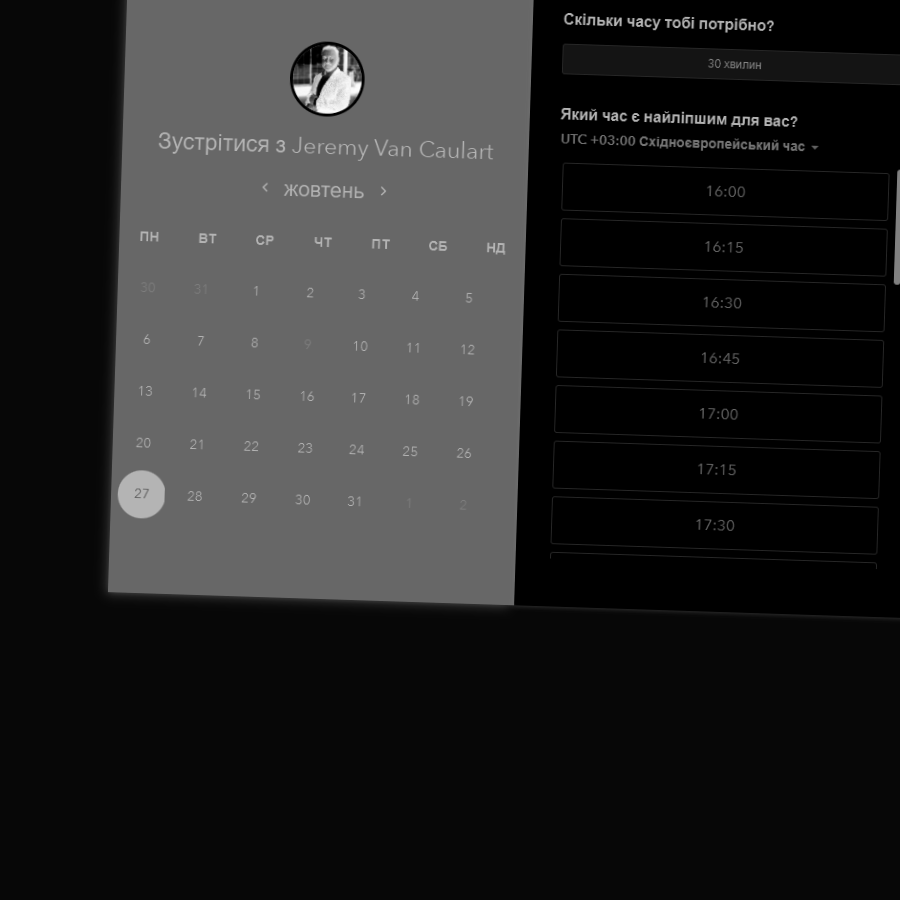 Зустрітися з Jeremy Van Caulart
жовтень
ПН ВТ СР ЧТ ПТ СБ НД
30 31 1 2 3 4 5
6 7 8 9 10 11 12
13 14 15 16 17 18 19
20 21 22 23 24 25 26
27 28 29 30 31 1 2
Скільки часу тобі потрібно?
30 хвилин
Який час є найліпшим для вас?
UTC +03:00 Східноєвропейський час
16:00
16:15
16:30
16:45
17:00
17:15
17:30